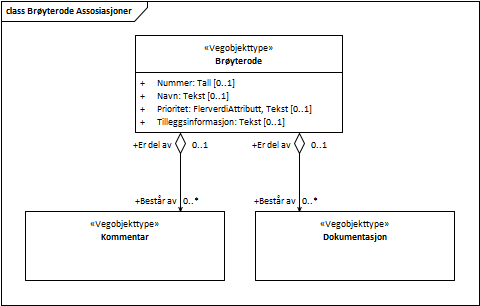 class Brøyterode Assosiasjoner
«Vegobjekttype»
Brøyterode
+ Nummer: Tall [0..1]
+ Navn: Tekst [0..1]
+ Prioritet: FlerverdiAttributt, Tekst [0..1]
+ Tilleggsinformasjon: Tekst [0..1]
+Er del av 0..1 +Er del av 0..1
+Består av 0..* +Består av 0..*
«Vegobjekttype» «Vegobjekttype»
Kommentar Dokumentasjon